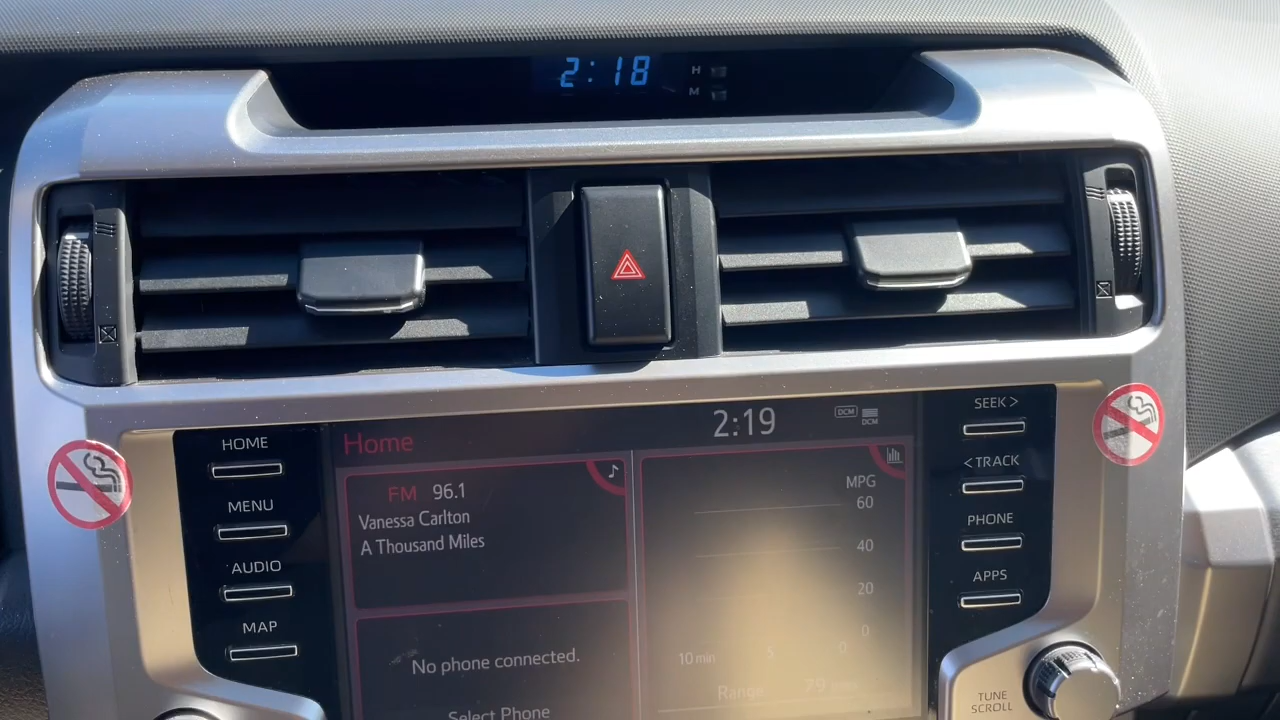 2:18
H
M
HOME
MENU
AUDIO
MAP
Home
2:19
DCM
DCM
FM 96.1
Vanessa Carlton
A Thousand Miles
No phone connected.
Select Phone
MPG
60
40
20
0
10 min 5 0
Range 79
SEEK >
< TRACK
PHONE
APPS
TUNE
SCROLL